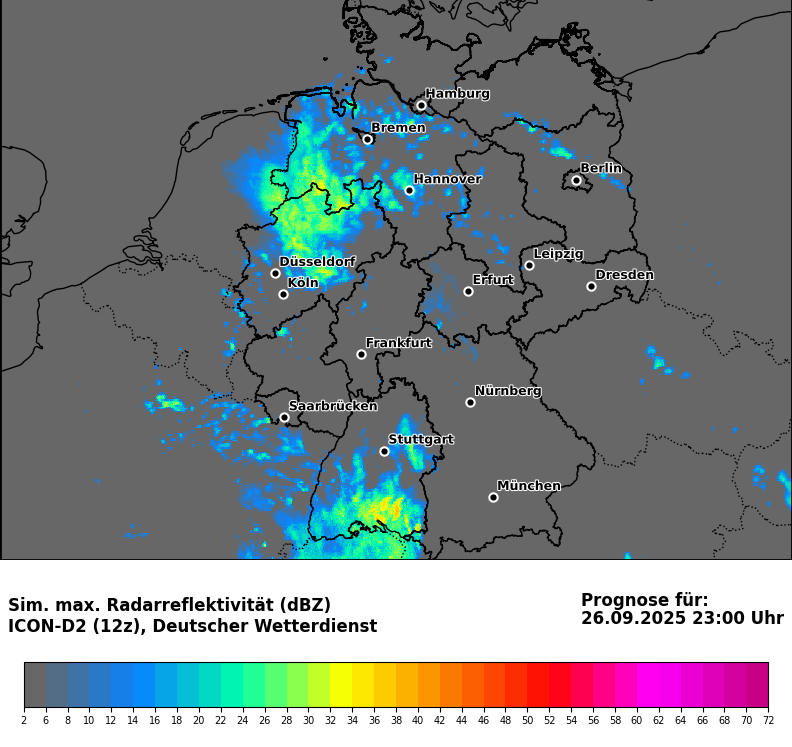 Hamburg
Bremen
Berlin
Hannover
Leipzig
Düsseldorf
Dresden
Erfurt
Köln
Frankfurt
Nürnberg
Saarbrücken
Stuttgart
München
Sim. max. Radarreflektivität (dBZ)
ICON-D2 (12z), Deutscher Wetterdienst
Prognose für:
26.09.2025 23:00 Uhr
2 6 8 10 12 14 16 18 20 22 24 26 28 30 32 34 36 38 40 42 44 46 48 50 52 54 56 58 60 62 64 66 68 70 72